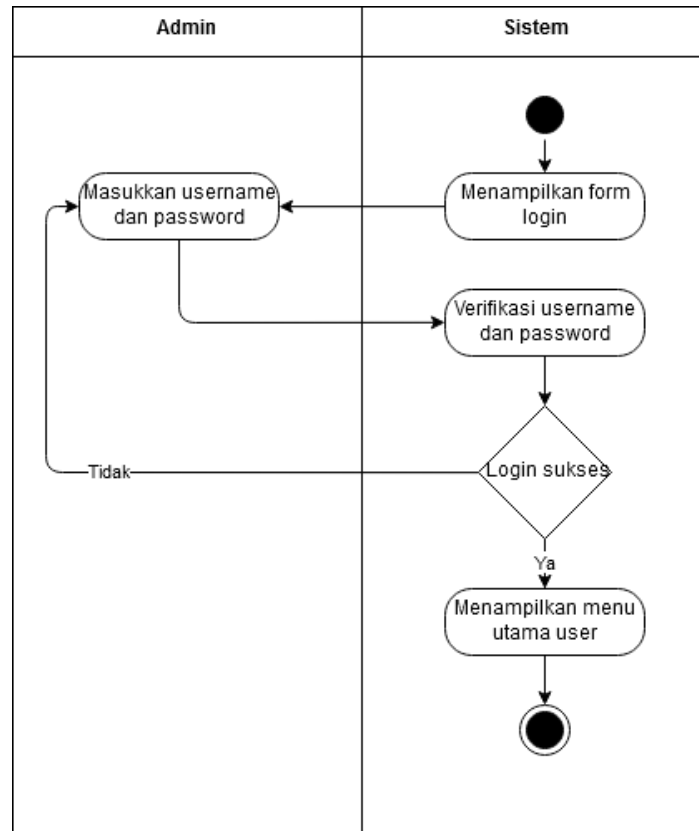 Admin
Sistem
Menampilkan form
login
Masukkan username
dan password
Verifikasi username
dan password
Login sukses
Tidak
Ya
Menampilkan menu
utama user